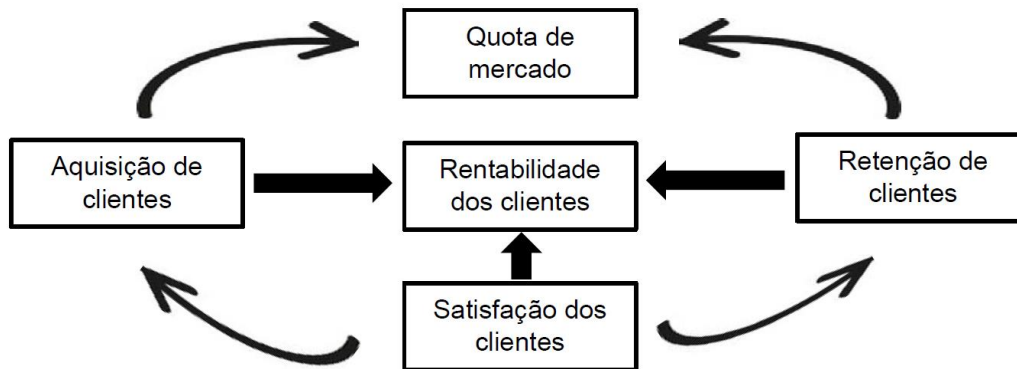 Quota de
mercado
Aquisição de
clientes
Rentabilidade
dos clientes
Retenção de
clientes
Satisfação dos
clientes